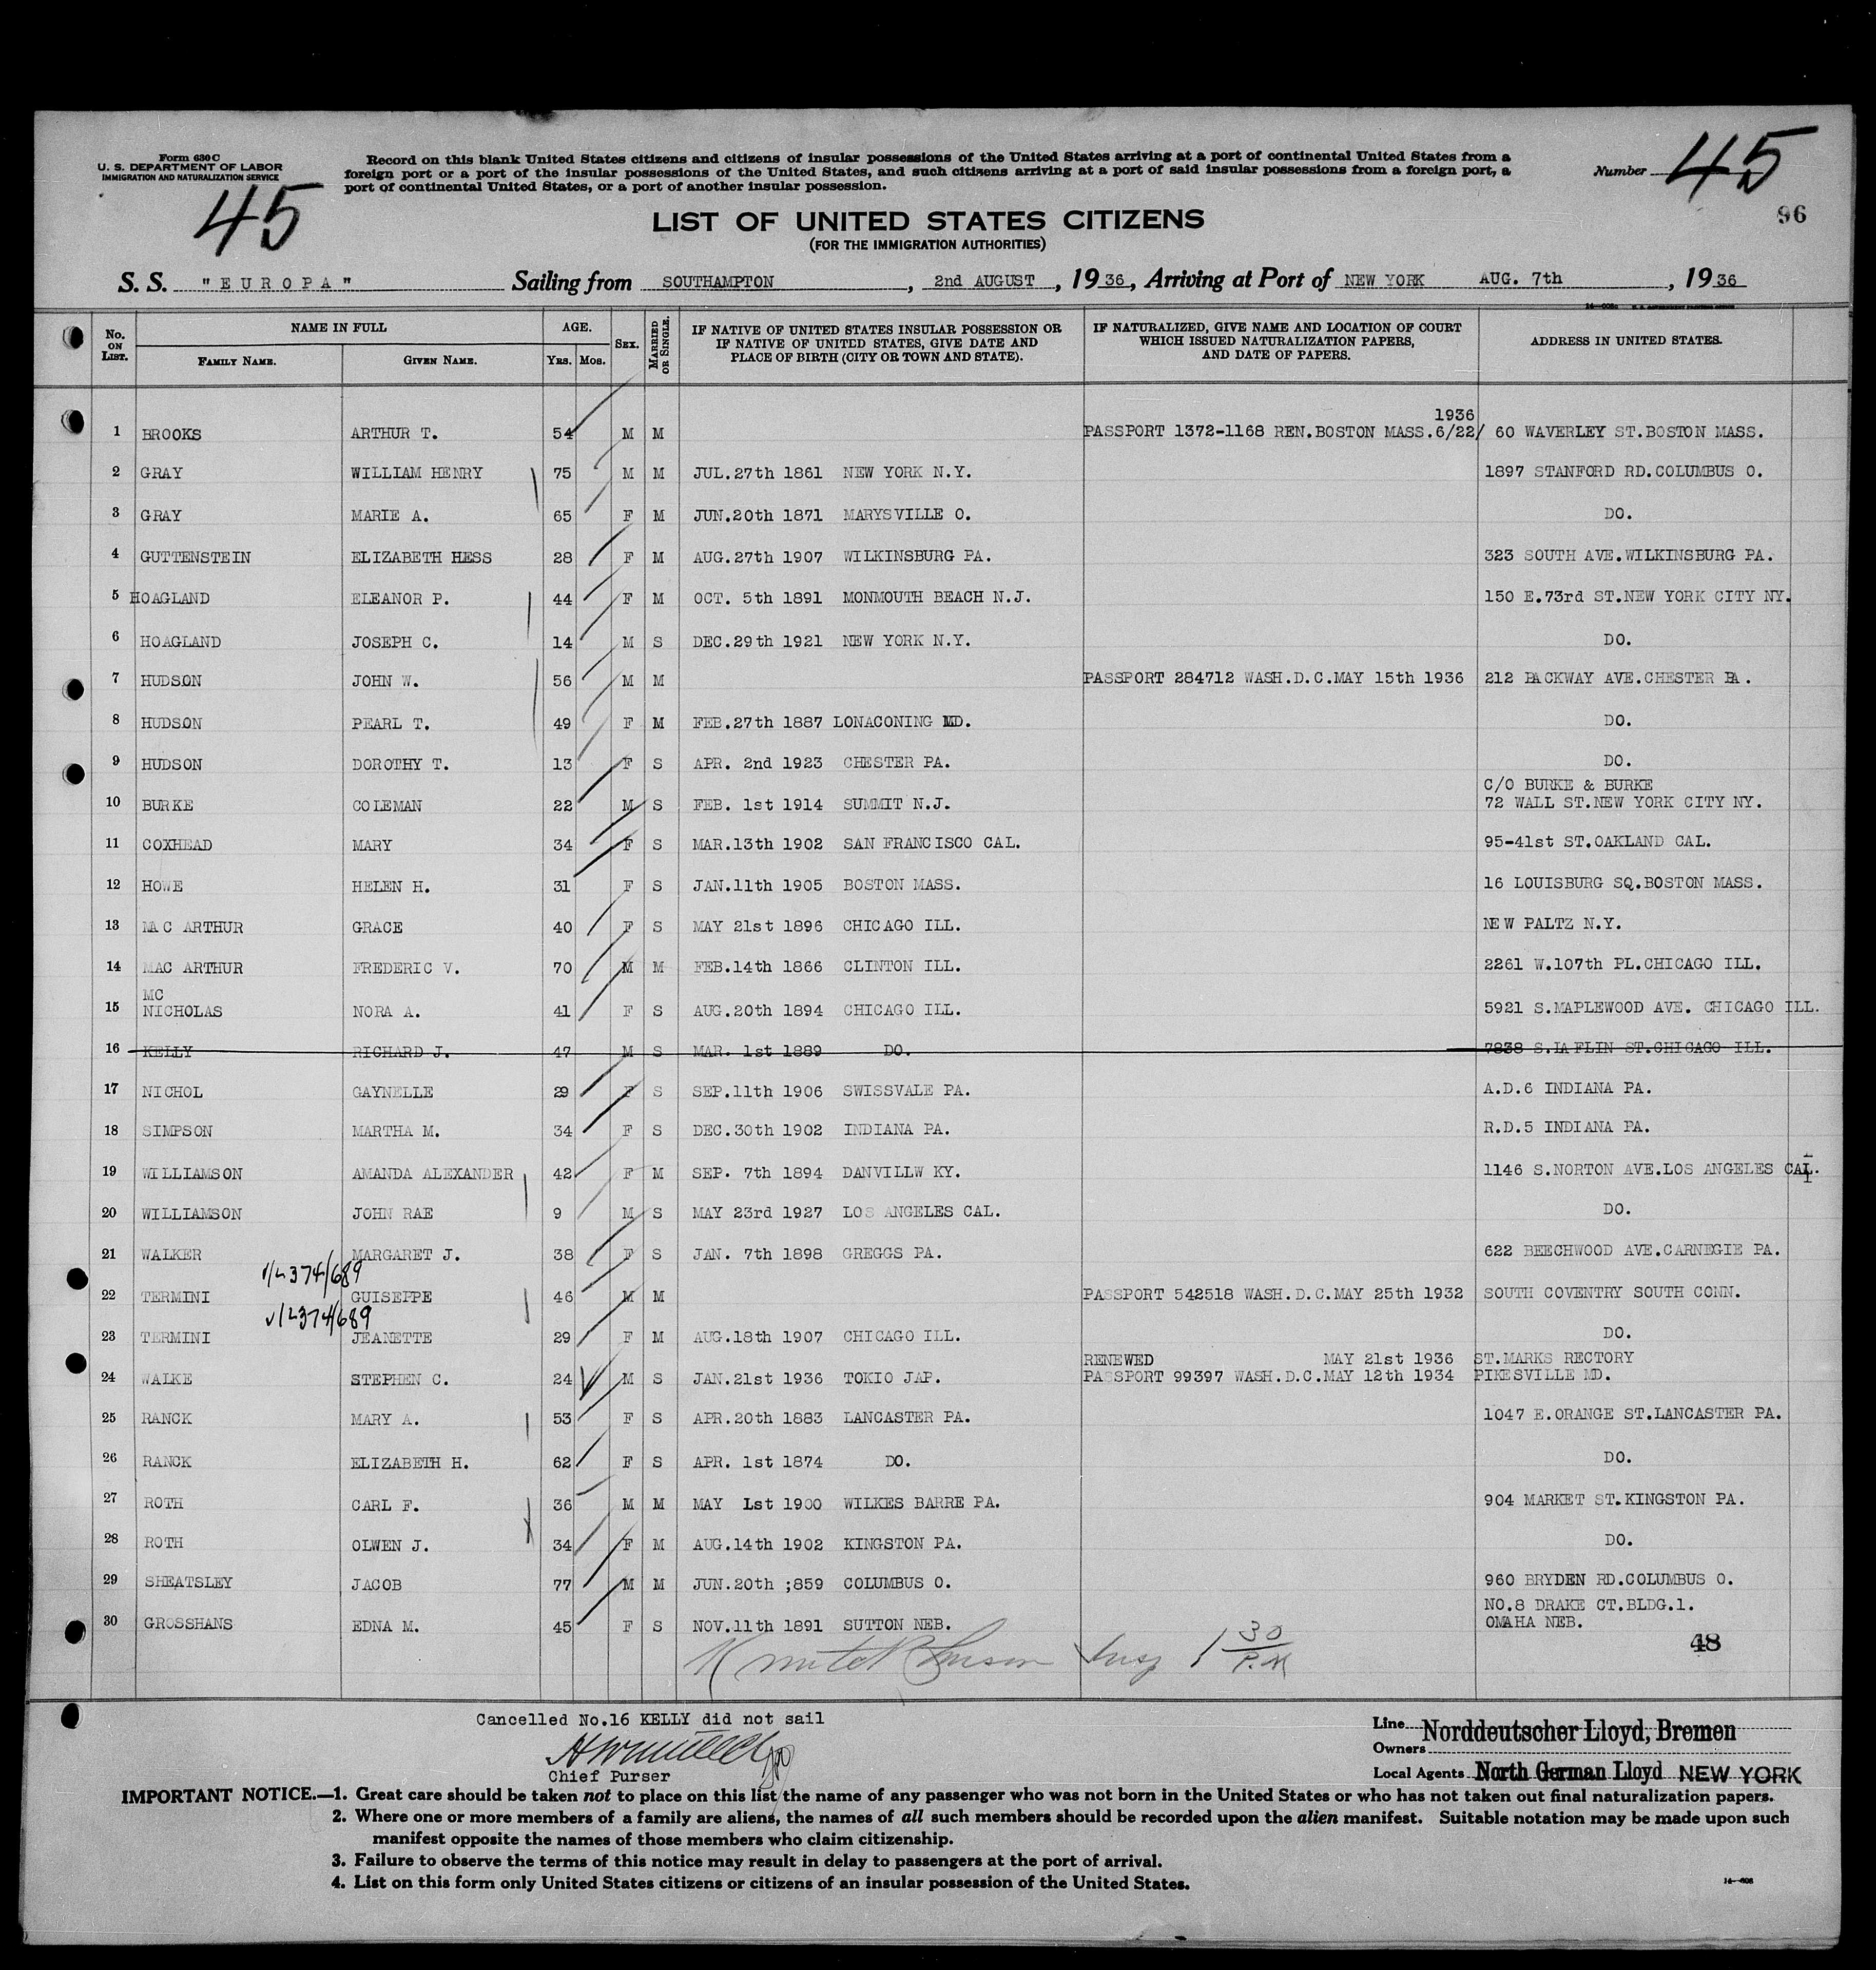 Form 630C
U. S. DEPARTMENT OF LABOR
IMMIGRATION AND NATURALIZATION SERVICE
45
Record on this blank United States citizens and citizens of insular possessions of the United States arriving at a port of continental United States from a
foreign port or a port of the insular possessions of the United States, and such citizens arriving at a port of said insular possessions from a foreign port, a
port of continental United States, or a port of another insular possession.
Number 45
96
LIST OF UNITED STATES CITIZENS
(FOR THE IMMIGRATION AUTHORITIES)
S. S. "EUROPA" Sailing from SOUTHAMPTON, 2nd AUGUST, 1936, Arriving at Port of NEW YORK AUG. 7th, 1936
No. ON LIST. NAME IN FULL FAMILY NAME. GIVEN NAME. AGE. YRS. MOS. SEX. MARRIED OR SINGLE. IF NATIVE OF UNITED STATES INSULAR POSSESSION OR IF NATIVE OF UNITED STATES, GIVE DATE AND PLACE OF BIRTH (CITY OR TOWN AND STATE). IF NATURALIZED, GIVE NAME AND LOCATION OF COURT WHICH ISSUED NATURALIZATION PAPERS, AND DATE OF PAPERS. ADDRESS IN UNITED STATES.
1936
1 BROOKS ARTHUR T. 54 M M PASSPORT 1372-1168 REN.BOSTON MASS.6/22/ 60 WAVERLEY ST.BOSTON MASS.
2 GRAY WILLIAM HENRY 75 M M JUL.27th 1861 NEW YORK N.Y. 1897 STANFORD RD.COLUMBUS O.
3 GRAY MARIE A. 65 F M JUN.20th 1871 MARYSVILLE O. DO.
4 GUTTENSTEIN ELIZABETH HESS 28 F M AUG.27th 1907 WILKINSBURG PA. 323 SOUTH AVE.WILKINSBURG PA.
5 HOAGLAND ELEANOR P. 44 F M OCT. 5th 1891 MONMOUTH BEACH N.J. 150 E.73rd ST.NEW YORK CITY NY.
6 HOAGLAND JOSEPH C. 14 M S DEC.29th 1921 NEW YORK N.Y. DO.
7 HUDSON JOHN W. 56 M M PASSPORT 284712 WASH.D.C.MAY 15th 1936 212 PACKWAY AVE.CHESTER PA.
8 HUDSON PEARL T. 49 F M FEB.27th 1887 LONACONING MD. DO.
9 HUDSON DOROTHY T. 13 F S APR. 2nd 1923 CHESTER PA. DO.
C/O BURKE & BURKE
10 BURKE COLEMAN 22 M S FEB. 1st 1914 SUMMIT N.J. 72 WALL ST.NEW YORK CITY NY.
11 COXHEAD MARY 34 F S MAR.13th 1902 SAN FRANCISCO CAL. 95-41st ST.OAKLAND CAL.
12 HOWE HELEN H. 31 F S JAN.11th 1905 BOSTON MASS. 16 LOUISBURG SQ.BOSTON MASS.
13 MAC ARTHUR GRACE 40 F S MAY 21st 1896 CHICAGO ILL. NEW PALTZ N.Y.
14 MAC ARTHUR FREDERIC V. 70 M M FEB.14th 1866 CLINTON ILL. 2261 W.107th PL.CHICAGO ILL.
MC
15 NICHOLAS NORA A. 41 F S AUG.20th 1894 CHICAGO ILL. 5921 S.MAPLEWOOD AVE. CHICAGO ILL.
16 KELLY RICHARD J. 47 M S MAR. 1st 1889 DO. 7838 S.LAFLIN ST.CHICAGO ILL.
17 NICHOL GAYNELLE 29 F S SEP.11th 1906 SWISSVALE PA. A.D.6 INDIANA PA.
18 SIMPSON MARTHA M. 34 F S DEC.30th 1902 INDIANA PA. R.D.5 INDIANA PA.
19 WILLIAMSON AMANDA ALEXANDER 42 F M SEP. 7th 1894 DANVILLW KY. 1146 S.NORTON AVE.LOS ANGELES CAL.
20 WILLIAMSON JOHN RAE 9 M S MAY 23rd 1927 LOS ANGELES CAL. DO.
21 WALKER MARGARET J. 38 F S JAN. 7th 1898 GREGGS PA. 622 BEECHWOOD AVE.CARNEGIE PA.
374/689
22 TERMINI GUISEPPE 46 M M PASSPORT 542518 WASH.D.C.MAY 25th 1932 SOUTH COVENTRY SOUTH CONN.
374/689
23 TERMINI JEANETTE 29 F M AUG.18th 1907 CHICAGO ILL. DO.
RENEWED MAY 21st 1936 ST.MARKS RECTORY
24 WALKE STEPHEN C. 24 M S JAN.21st 1936 TOKIO JAP. PASSPORT 99397 WASH.D.C.MAY 12th 1934 PIKESVILLE MD.
25 RANCK MARY A. 53 F S APR.20th 1883 LANCASTER PA. 1047 E.ORANGE ST.LANCASTER PA.
26 RANCK ELIZABETH H. 62 F S APR. 1st 1874 DO. DO.
27 ROTH CARL F. 36 M M MAY 1st 1900 WILKES BARRE PA. 904 MARKET ST.KINGSTON PA.
28 ROTH OLWEN J. 34 F M AUG.14th 1902 KINGSTON PA. DO.
29 SHEATSLEY JACOB 77 M M JUN.20th ;859 COLUMBUS O. 960 BRYDEN RD.COLUMBUS O.
NO.8 DRAKE CT.BLDG.1.
30 GROSSHANS EDNA M. 45 F S NOV.11th 1891 SUTTON NEB. OMAHA NEB.
Insp 1 30 P.M
48
Cancelled No.16 KELLY did not sail
Chief Purser
Line Norddeutscher Lloyd, Bremen
Owners
Local Agents North German Lloyd NEW YORK
IMPORTANT NOTICE.—1. Great care should be taken not to place on this list the name of any passenger who was not born in the United States or who has not taken out final naturalization papers.
2. Where one or more members of a family are aliens, the names of all such members should be recorded upon the alien manifest. Suitable notation may be made upon such
manifest opposite the names of those members who claim citizenship.
3. Failure to observe the terms of this notice may result in delay to passengers at the port of arrival.
4. List on this form only United States citizens or citizens of an insular possession of the United States.